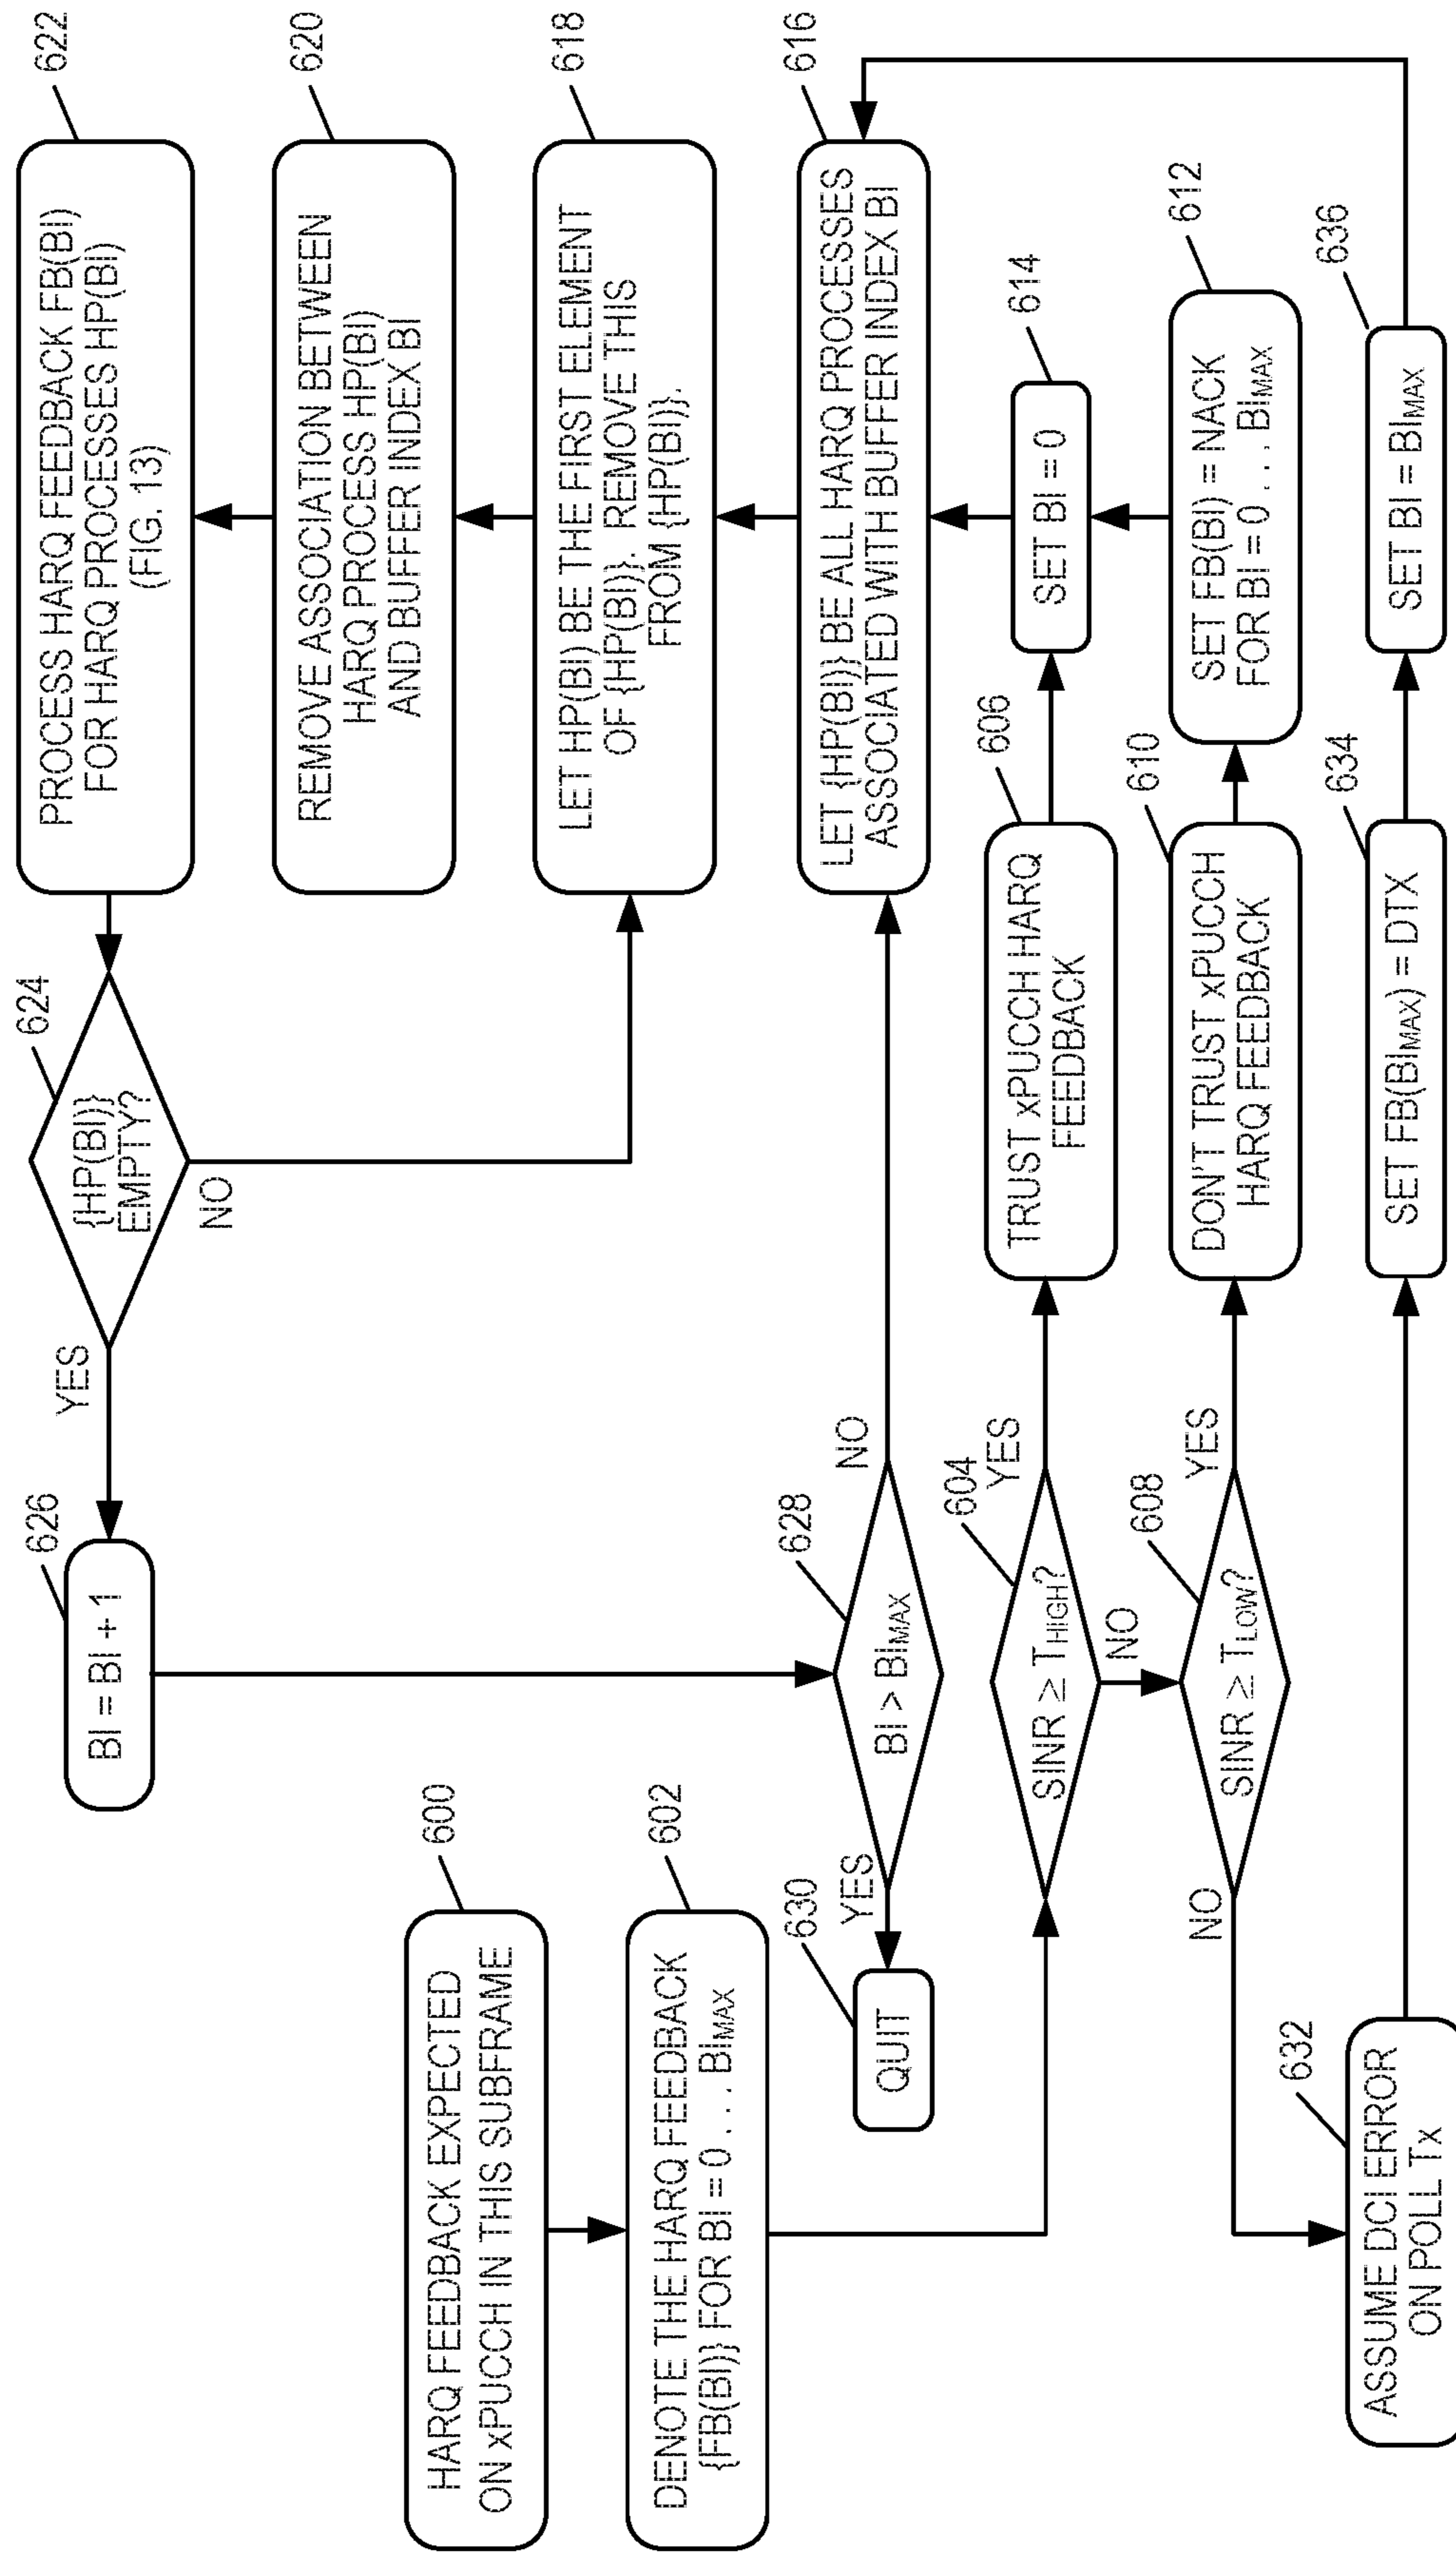 600
HARQ FEEDBACK EXPECTED
ON xPUCCH IN THIS SUBFRAME
602
DENOTE THE HARQ FEEDBACK
{FB(BI)} FOR BI = 0 . . . BIMAX
604
SINR ≥ THIGH?
YES
NO
606
TRUST xPUCCH HARQ
FEEDBACK
608
SINR ≥ TLOW?
YES
NO
610
DON'T TRUST xPUCCH
HARQ FEEDBACK
612
SET FB(BI) = NACK
FOR BI = 0 . . . BIMAX
614
SET BI = 0
616
LET {HP(BI)} BE ALL HARQ PROCESSES
ASSOCIATED WITH BUFFER INDEX BI
618
LET HP(BI) BE THE FIRST ELEMENT
OF {HP(BI)}. REMOVE THIS
FROM {HP(BI)}.
620
REMOVE ASSOCIATION BETWEEN
HARQ PROCESS HP(BI)
AND BUFFER INDEX BI
622
PROCESS HARQ FEEDBACK FB(BI)
FOR HARQ PROCESSES HP(BI)
(FIG. 13)
624
{HP(BI)}
EMPTY?
YES
NO
626
BI = BI + 1
628
BI > BIMAX
NO
YES
630
QUIT
632
ASSUME DCI ERROR
ON POLL Tx
634
SET FB(BIMAX) = DTX
636
SET BI = BIMAX